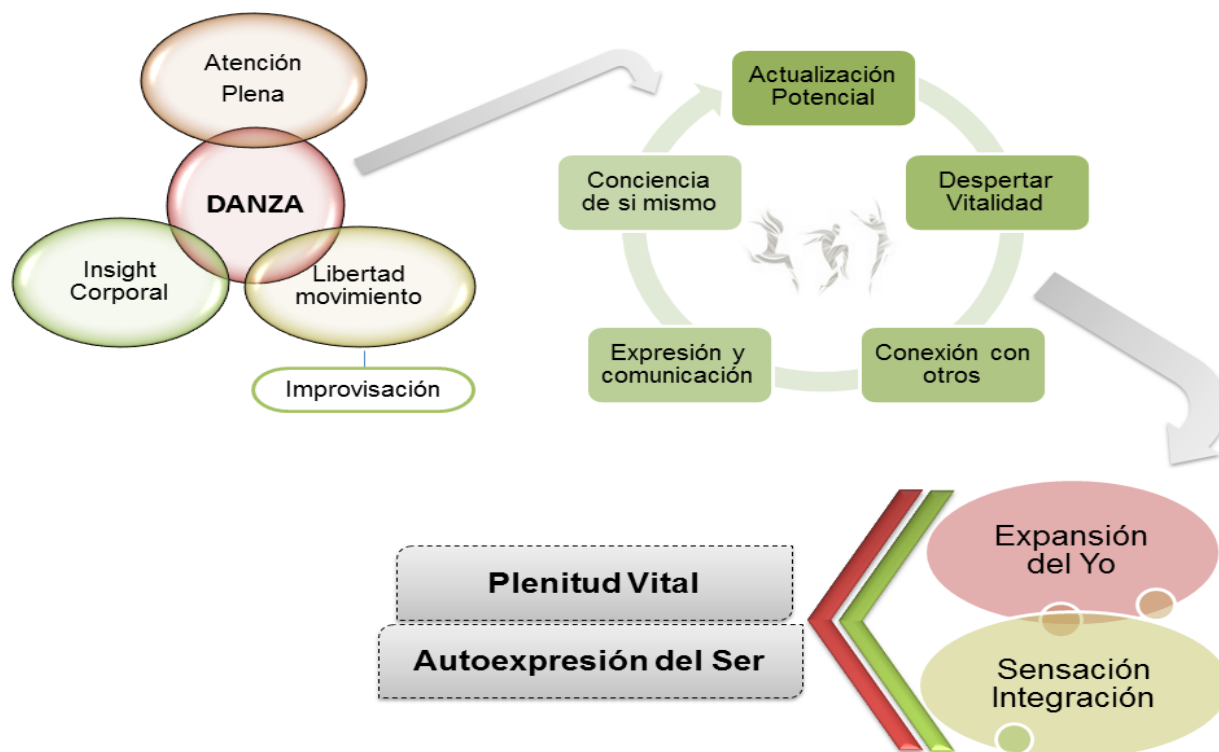 Atención
Plena
DANZA
Insight
Corporal
Libertad
movimiento
Improvisación
Actualización
Potencial
Despertar
Vitalidad
Conexión con
otros
Expresión y
comunicación
Conciencia
de si mismo
Expansión
del Yo
Sensación
Integración
Plenitud Vital
Autoexpresión del Ser